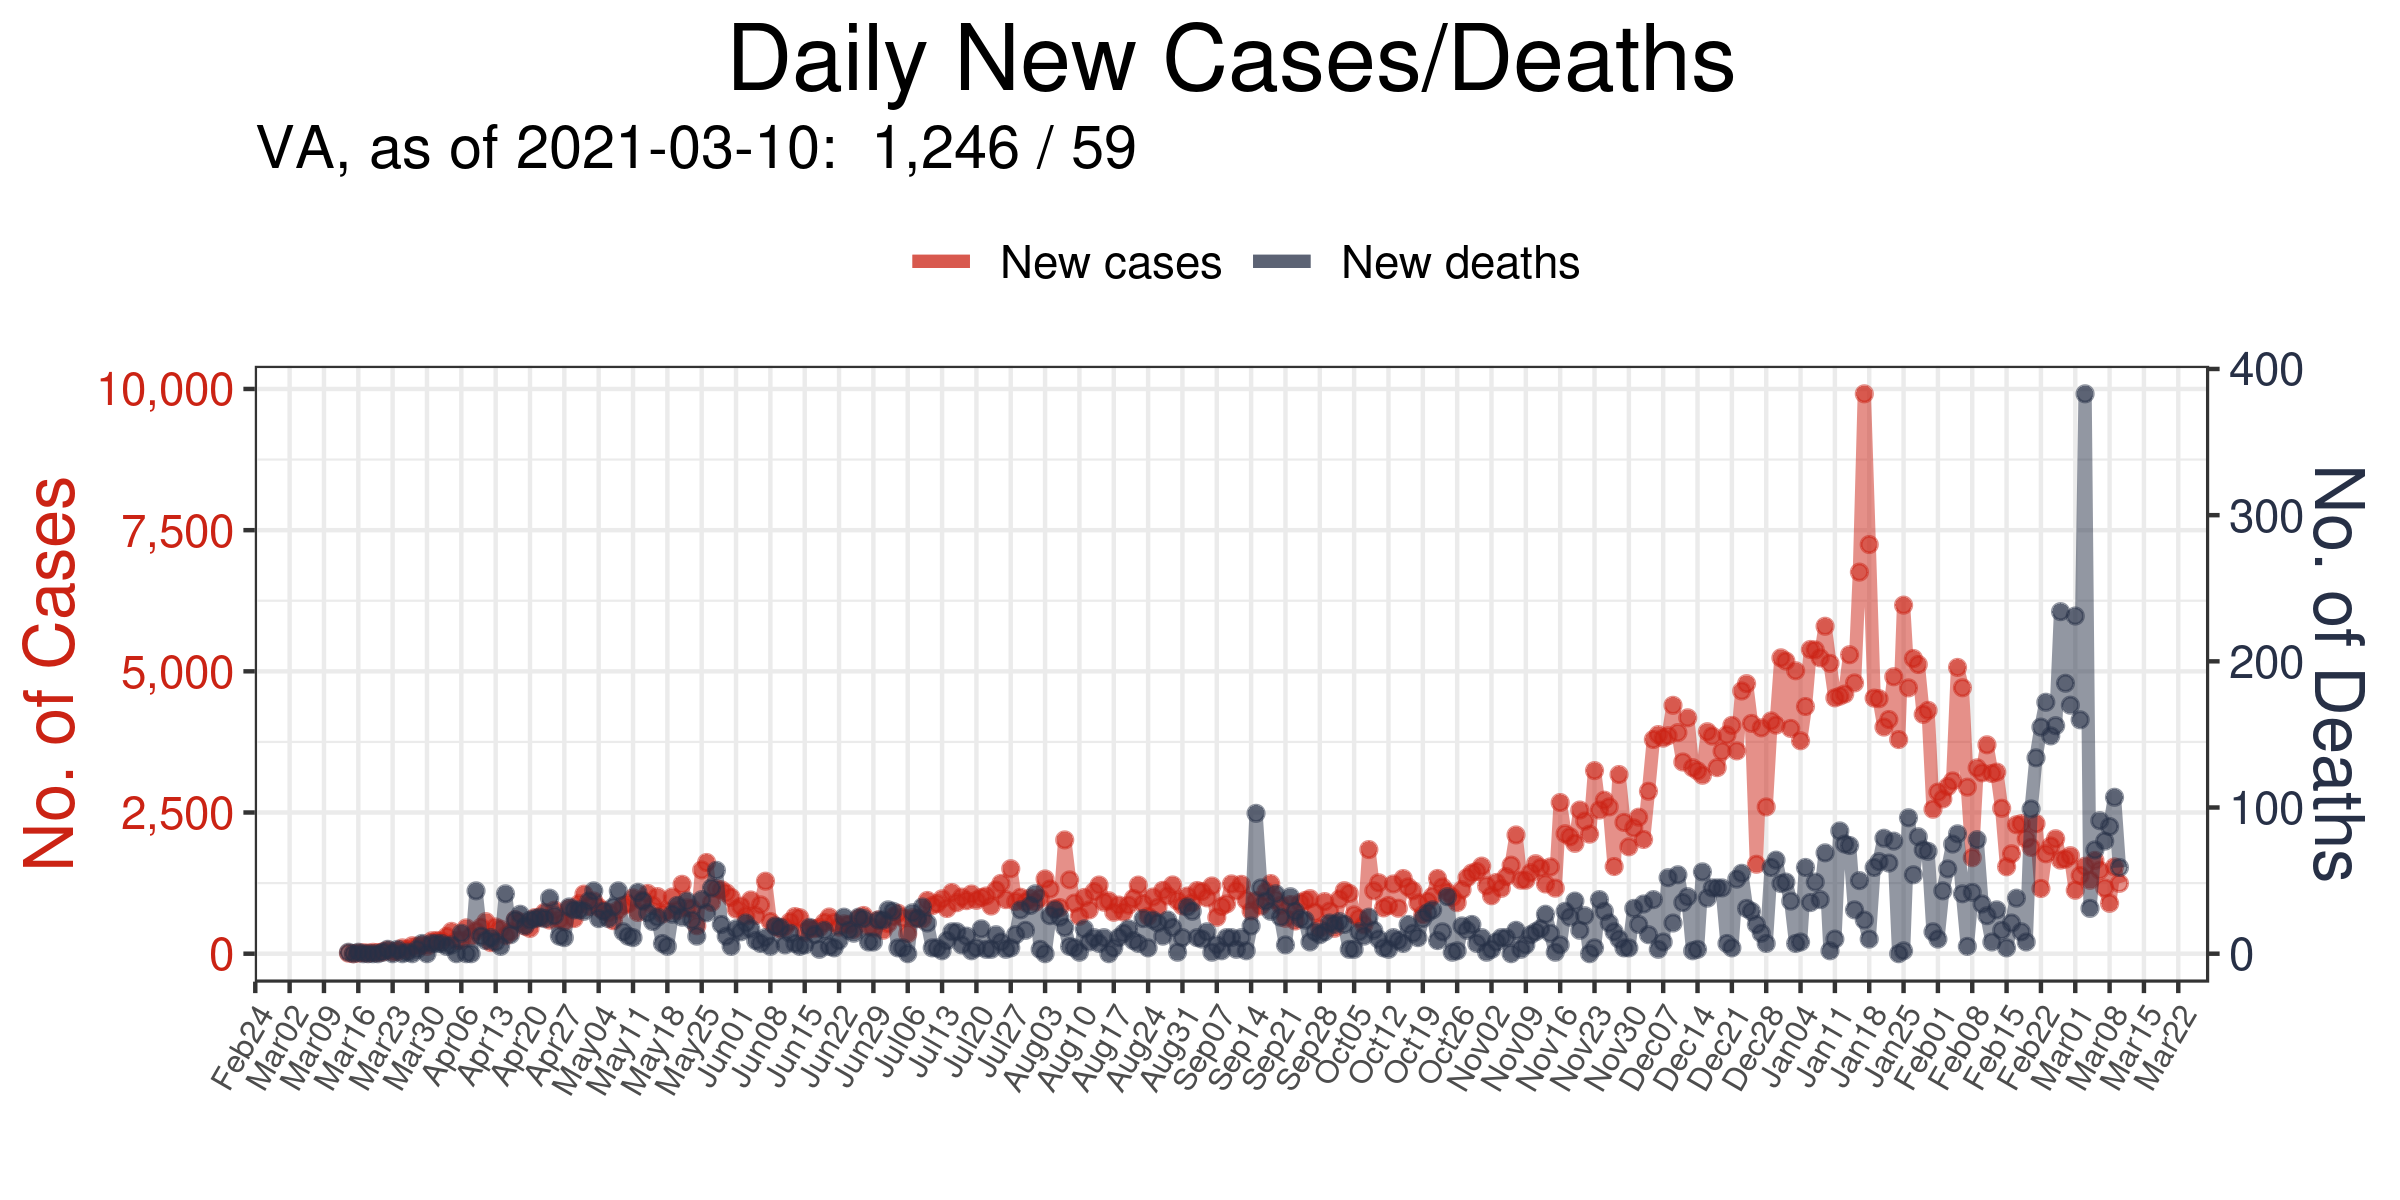 Daily New Cases/Deaths
VA, as of 2021-03-10:  1,246 / 59
New cases
New deaths
No. of Cases
10,000
7,500
5,000
2,500
0
400
300
200
100
0
No. of Deaths
Feb24
Mar02
Mar09
Mar16
Mar23
Mar30
Apr06
Apr13
Apr20
Apr27
May04
May11
May18
May25
Jun01
Jun08
Jun15
Jun22
Jun29
Jul06
Jul13
Jul20
Jul27
Aug03
Aug10
Aug17
Aug24
Aug31
Sep07
Sep14
Sep21
Sep28
Oct05
Oct12
Oct19
Oct26
Nov02
Nov09
Nov16
Nov23
Nov30
Dec07
Dec14
Dec21
Dec28
Jan04
Jan11
Jan18
Jan25
Feb01
Feb08
Feb15
Feb22
Mar01
Mar08
Mar15
Mar22